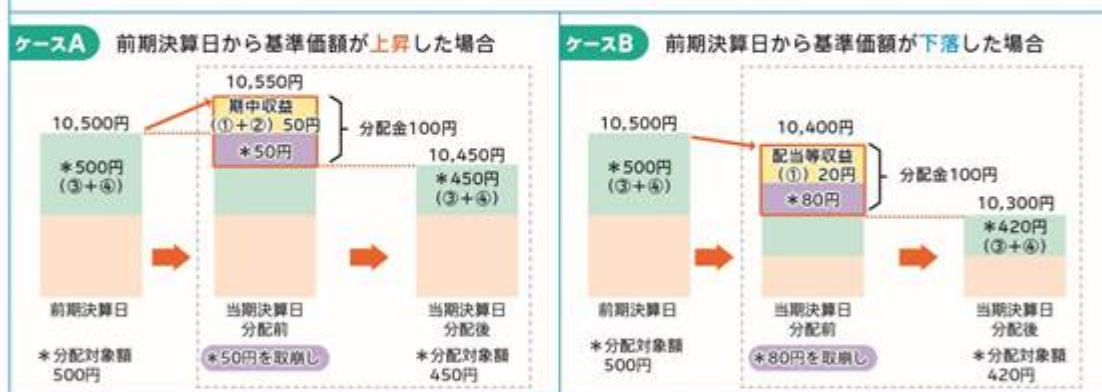 ケースA 前期決算日から基準価額が上昇した場合
10,550円
期中収益
(①+②) 50円
*50円
分配金100円
10,500円
*500円
(③+④)
10,450円
*450円
(③+④)
前期決算日
当期決算日
分配前
当期決算日
分配後
*分配対象額
500円
*50円を取崩し
*分配対象額
450円
ケースB 前期決算日から基準価額が下落した場合
10,500円
*500円
(③+④)
10,400円
配当等収益
(①) 20円
*80円
分配金100円
10,300円
*420円
(③+④)
前期決算日
当期決算日
分配前
当期決算日
分配後
*分配対象額
500円
*80円を取崩し
*分配対象額
420円